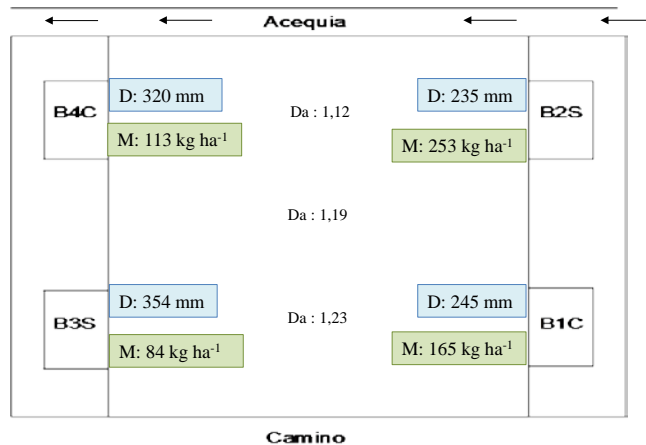 Acequia
B4C
D: 320 mm
M: 113 kg ha⁻¹
Da : 1,12
D: 235 mm
M: 253 kg ha⁻¹
B2S
Da : 1,19
B3S
D: 354 mm
M: 84 kg ha⁻¹
Da : 1,23
D: 245 mm
M: 165 kg ha⁻¹
B1C
Camino